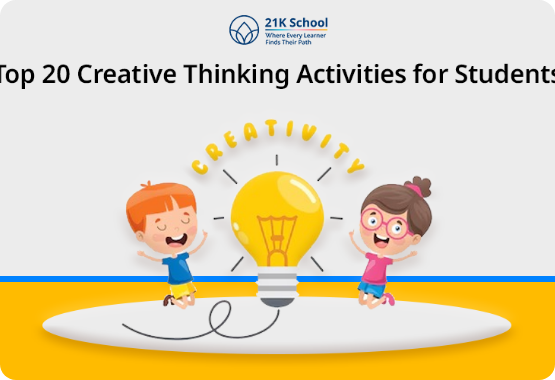 21K School
Where Every Learner
Finds Their Path
Top 20 Creative Thinking Activities for Students
CREATIVITY